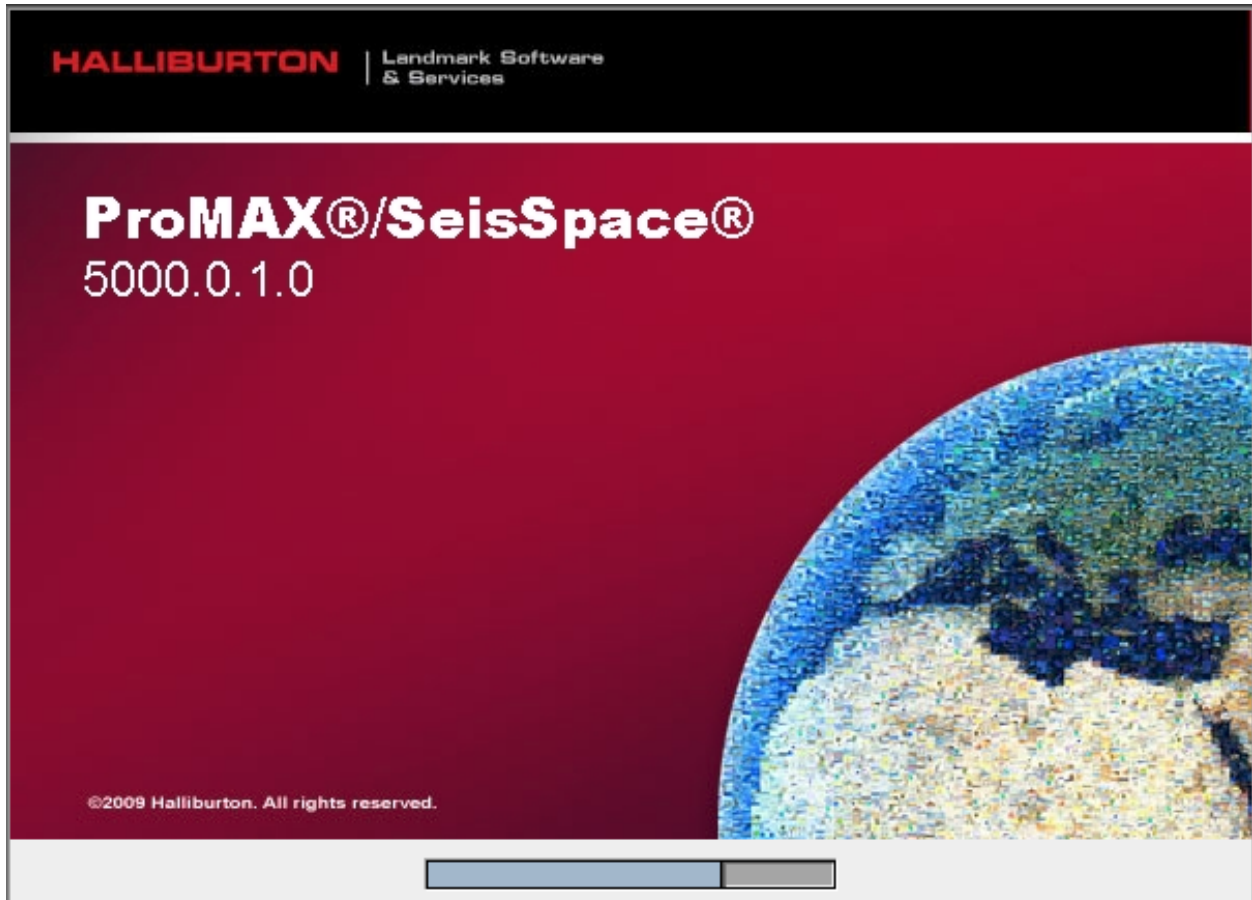 HALLIBURTON
Landmark Software
& Services
ProMAX®/SeisSpace®
5000.0.1.0
©2009 Halliburton. All rights reserved.